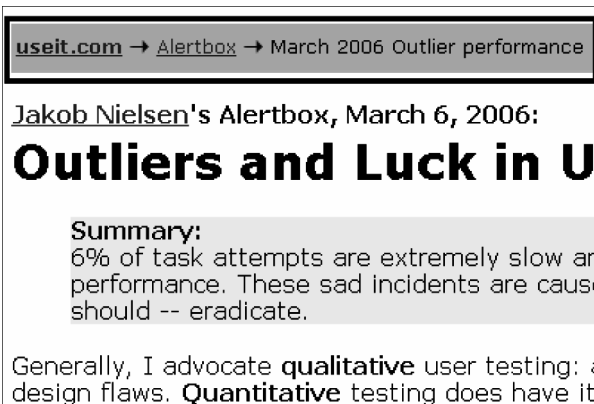 useit.com → Alertbox → March 2006 Outlier performance
Jakob Nielsen's Alertbox, March 6, 2006:
Outliers and Luck in U
Summary:
6% of task attempts are extremely slow an
performance. These sad incidents are caus
should -- eradicate.
Generally, I advocate qualitative user testing:
design flaws. Quantitative testing does have it